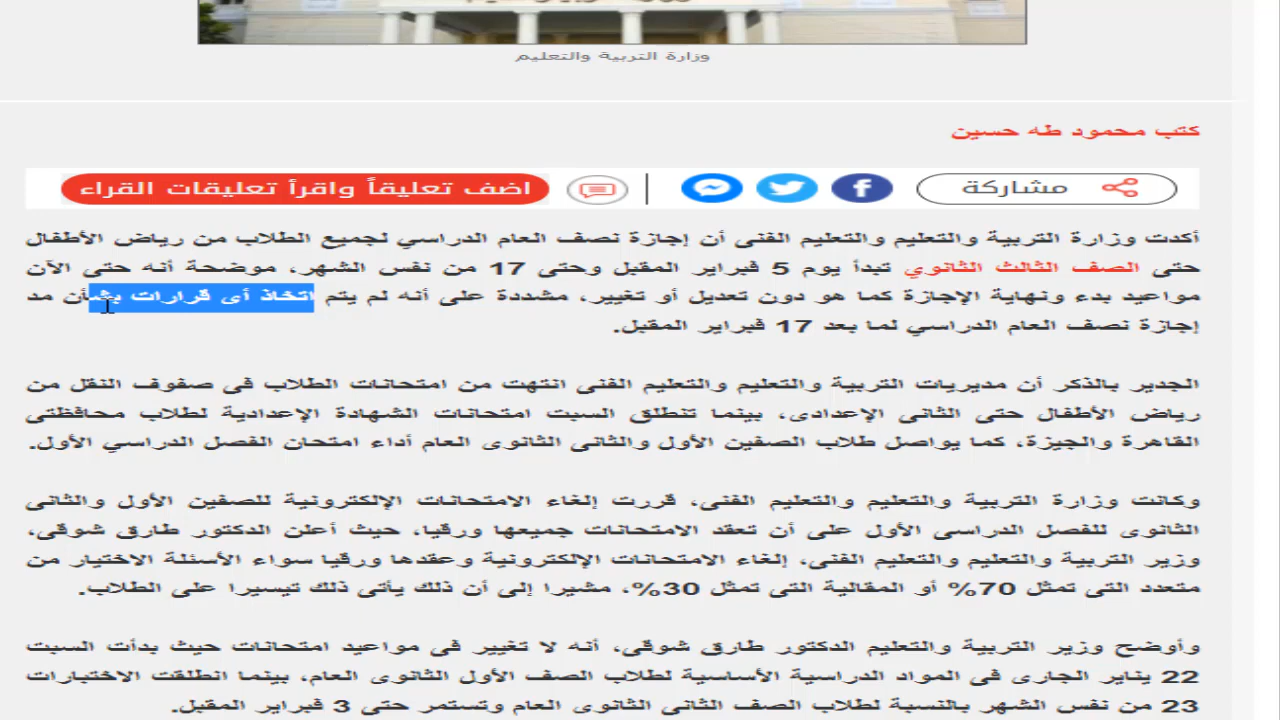 وزارة التربية والتعليم
كتب محمود طه حسين
مشاركة
اضف تعليقاً واقرأ تعليقات القراء
أكدت وزارة التربية والتعليم والتعليم الفنى أن إجازة نصف العام الدراسي لجميع الطلاب من رياض الأطفال
حتى الصف الثالث الثانوي تبدأ يوم 5 فبراير المقبل وحتى 17 من نفس الشهر، موضحة أنه حتى الآن
مواعيد بدء ونهاية الإجازة كما هو دون تعديل أو تغيير، مشددة على أنه لم يتم اتخاذ أى قرارات بشأن مد
إجازة نصف العام الدراسي لما بعد 17 فبراير المقبل.
الجدير بالذكر أن مديريات التربية والتعليم والتعليم الفنى انتهت من امتحانات الطلاب فى صفوف النقل من
رياض الأطفال حتى الثانى الإعدادى، بينما تنطلق السبت امتحانات الشهادة الإعدادية لطلاب محافظتى
القاهرة والجيزة، كما يواصل طلاب الصفين الأول والثانى الثانوى العام أداء امتحان الفصل الدراسي الأول.
وكانت وزارة التربية والتعليم والتعليم الفنى، قررت إلغاء الامتحانات الإلكترونية للصفين الأول والثانى
الثانوى للفصل الدراسى الأول على أن تعقد الامتحانات جميعها ورقيا، حيث أعلن الدكتور طارق شوقى،
وزير التربية والتعليم والتعليم الفنى، إلغاء الامتحانات الإلكترونية وعقدها ورقيا سواء الأسئلة الاختيار من
متعدد التى تمثل 70% أو المقالية التى تمثل 30%، مشيرا إلى أن ذلك يأتى ذلك تيسيرا على الطلاب.
وأوضح وزير التربية والتعليم الدكتور طارق شوقى، أنه لا تغيير فى مواعيد امتحانات حيث بدأت السبت
22 يناير الجارى فى المواد الدراسية الأساسية لطلاب الصف الأول الثانوى العام، بينما انطلقت الاختبارات
23 من نفس الشهر بالنسبة لطلاب الصف الثانى الثانوى العام وتستمر حتى 3 فبراير المقبل.